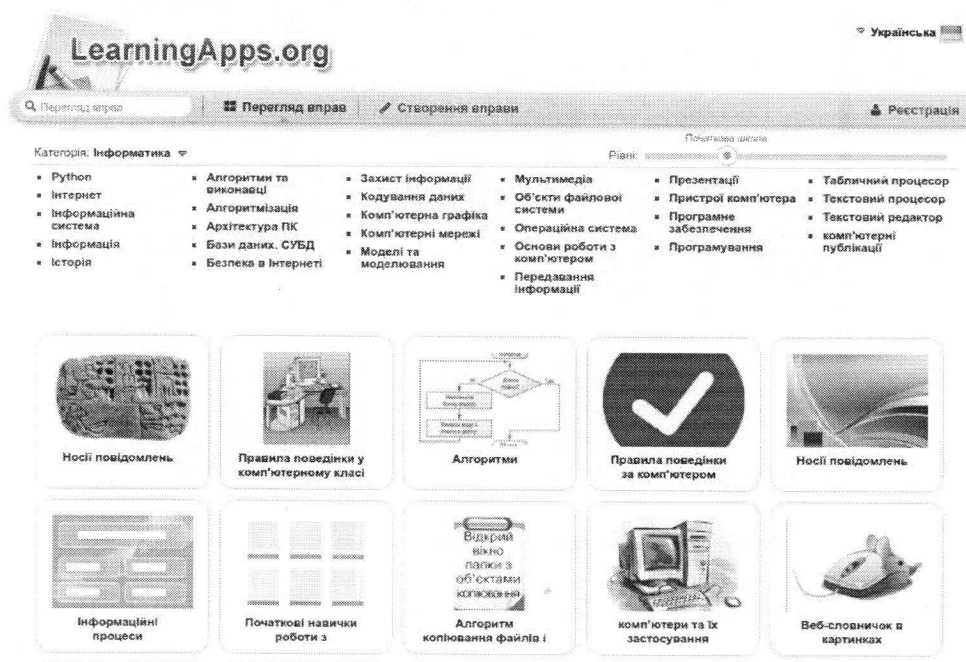 LearningApps.org
Українська
Перегляд вправ
Перегляд вправ
Створення вправи
Реєстрація
Категорія: Інформатика
Рівні:
Початкова школа
Python
Інтернет
Інформаційна
система
Інформація
Історія
Алгоритми та
виконавці
Алгоритмізація
Архітектура ПК
Бази даних. СУБД
Безпека в Інтернеті
Захист інформації
Кодування даних
Комп'ютерна графіка
Комп'ютерні мережі
Моделі та
моделювання
Мультимедіа
Об'єкти файлової
системи
Операційна система
Основи роботи з
комп'ютером
Передавання
інформації
Презентації
Пристрої комп'ютера
Програмне
забезпечення
Програмування
Табличний процесор
Текстовий процесор
Текстовий редактор
комп'ютерні
публікації
Носії повідомлень
Правила поведінки у
комп'ютерному класі
Алгоритми
Правила поведінки
за комп'ютером
Носії повідомлень
Інформаційні
процеси
Початкові навички
роботи з
Відкрий
вікно
папки з
об'єктами
копіювання
Алгоритм
копіювання файлів і
комп'ютери та їх
застосування
Веб-словничок в
картинках